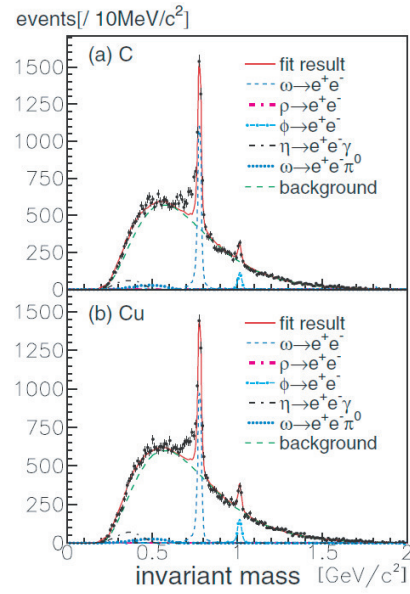 events[/ 10MeV/c²]
(a) C
1500
1250
1000
750
500
250
0
fit result
ω→e⁺e⁻
ρ→e⁺e⁻
ϕ→e⁺e⁻
η→e⁺e⁻γ
ω→e⁺e⁻π⁰
background
(b) Cu
1500
1250
1000
750
500
250
0
fit result
ω→e⁺e⁻
ρ→e⁺e⁻
ϕ→e⁺e⁻
η→e⁺e⁻γ
ω→e⁺e⁻π⁰
background
0 0.5 1 1.5 2
invariant mass [GeV/c²]